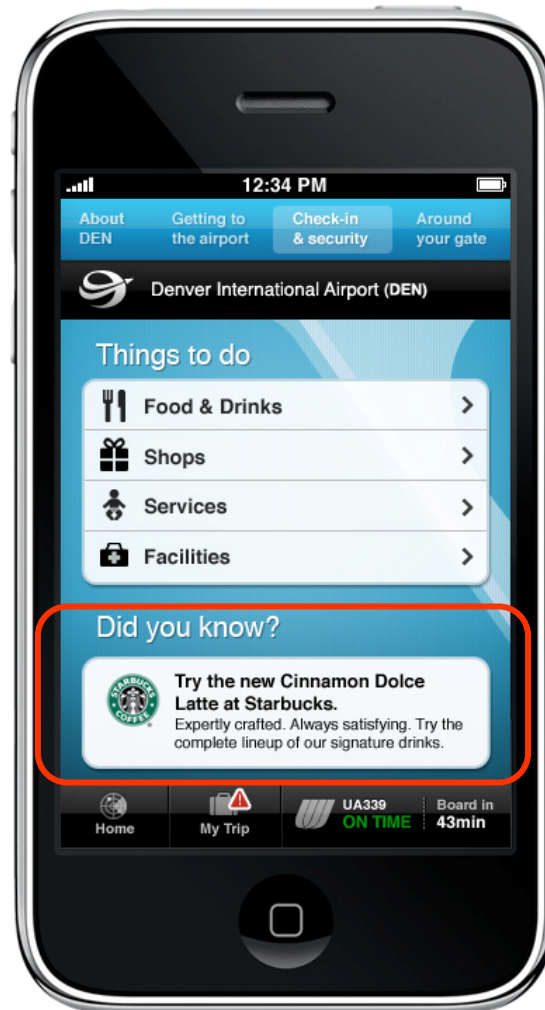 12:34 PM
About DEN
Getting to the airport
Check-in & security
Around your gate
Denver International Airport (DEN)
Things to do
Food & Drinks
Shops
Services
Facilities
Did you know?
STARBUCKS COFFEE
Try the new Cinnamon Dolce
Latte at Starbucks.
Expertly crafted. Always satisfying. Try the
complete lineup of our signature drinks.
Home
My Trip
UA339
ON TIME
Board in
43min